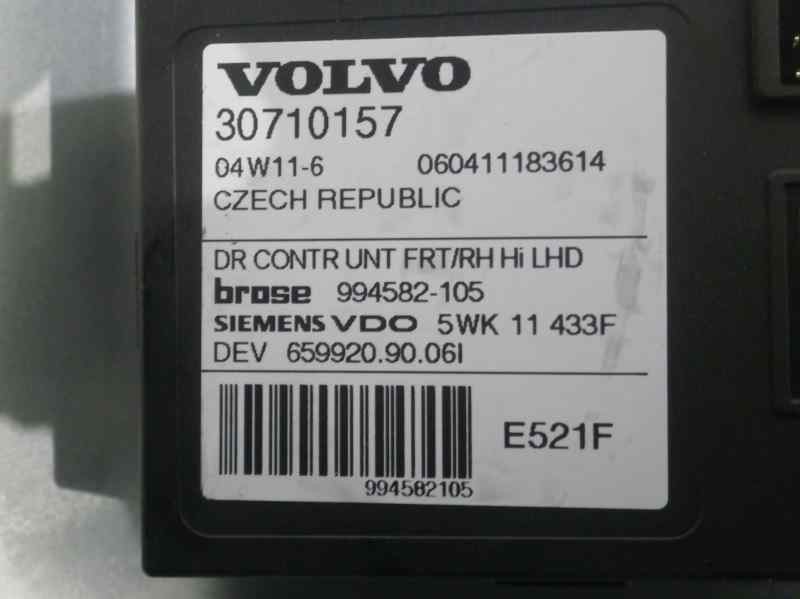 VOLVO
30710157
04W11-6 060411183614
CZECH REPUBLIC
DR CONTR UNT FRT/RH Hi LHD
brose 994582-105
SIEMENS VDO 5WK 11 433F
DEV 659920.90.06I
E521F
994582105